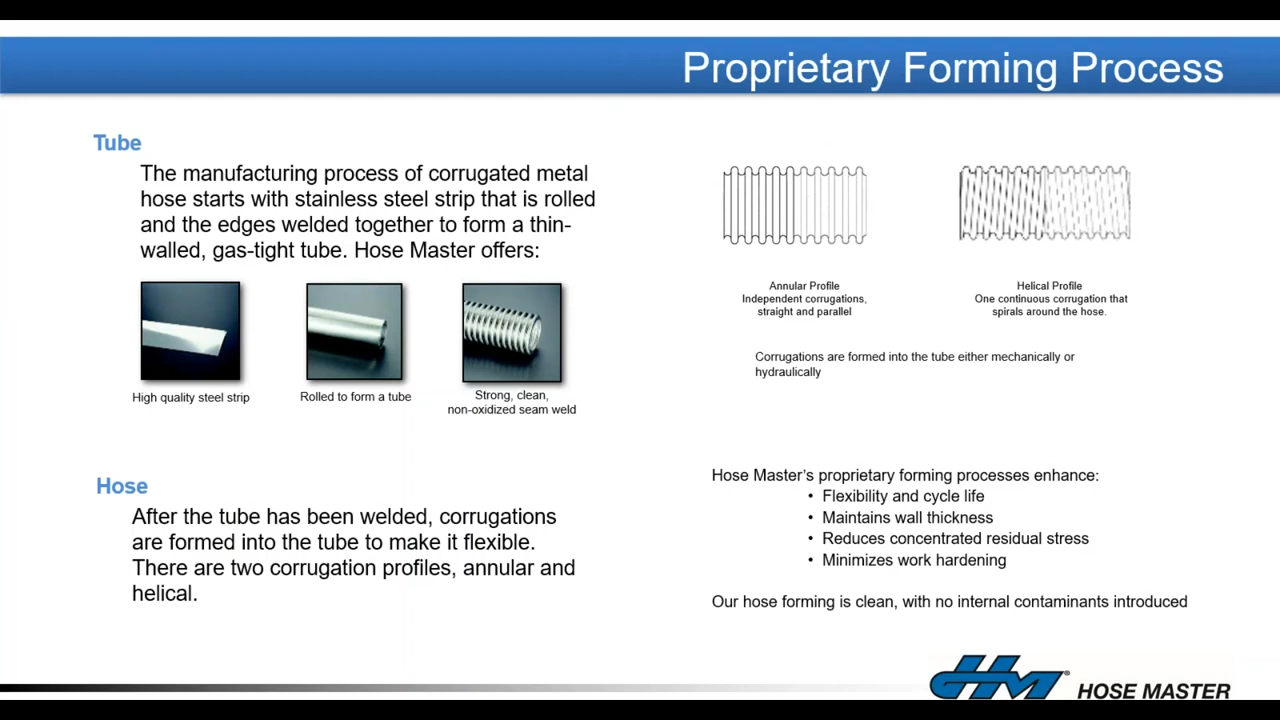 Proprietary Forming Process
Tube
The manufacturing process of corrugated metal
hose starts with stainless steel strip that is rolled
and the edges welded together to form a thin-
walled, gas-tight tube. Hose Master offers:
High quality steel strip
Rolled to form a tube
Strong, clean,
non-oxidized seam weld
Hose
After the tube has been welded, corrugations
are formed into the tube to make it flexible.
There are two corrugation profiles, annular and
helical.
Annular Profile
Independent corrugations,
straight and parallel
Helical Profile
One continuous corrugation that
spirals around the hose.
Corrugations are formed into the tube either mechanically or
hydraulically
Hose Master's proprietary forming processes enhance:
• Flexibility and cycle life
• Maintains wall thickness
• Reduces concentrated residual stress
• Minimizes work hardening
Our hose forming is clean, with no internal contaminants introduced
HM® HOSE MASTER